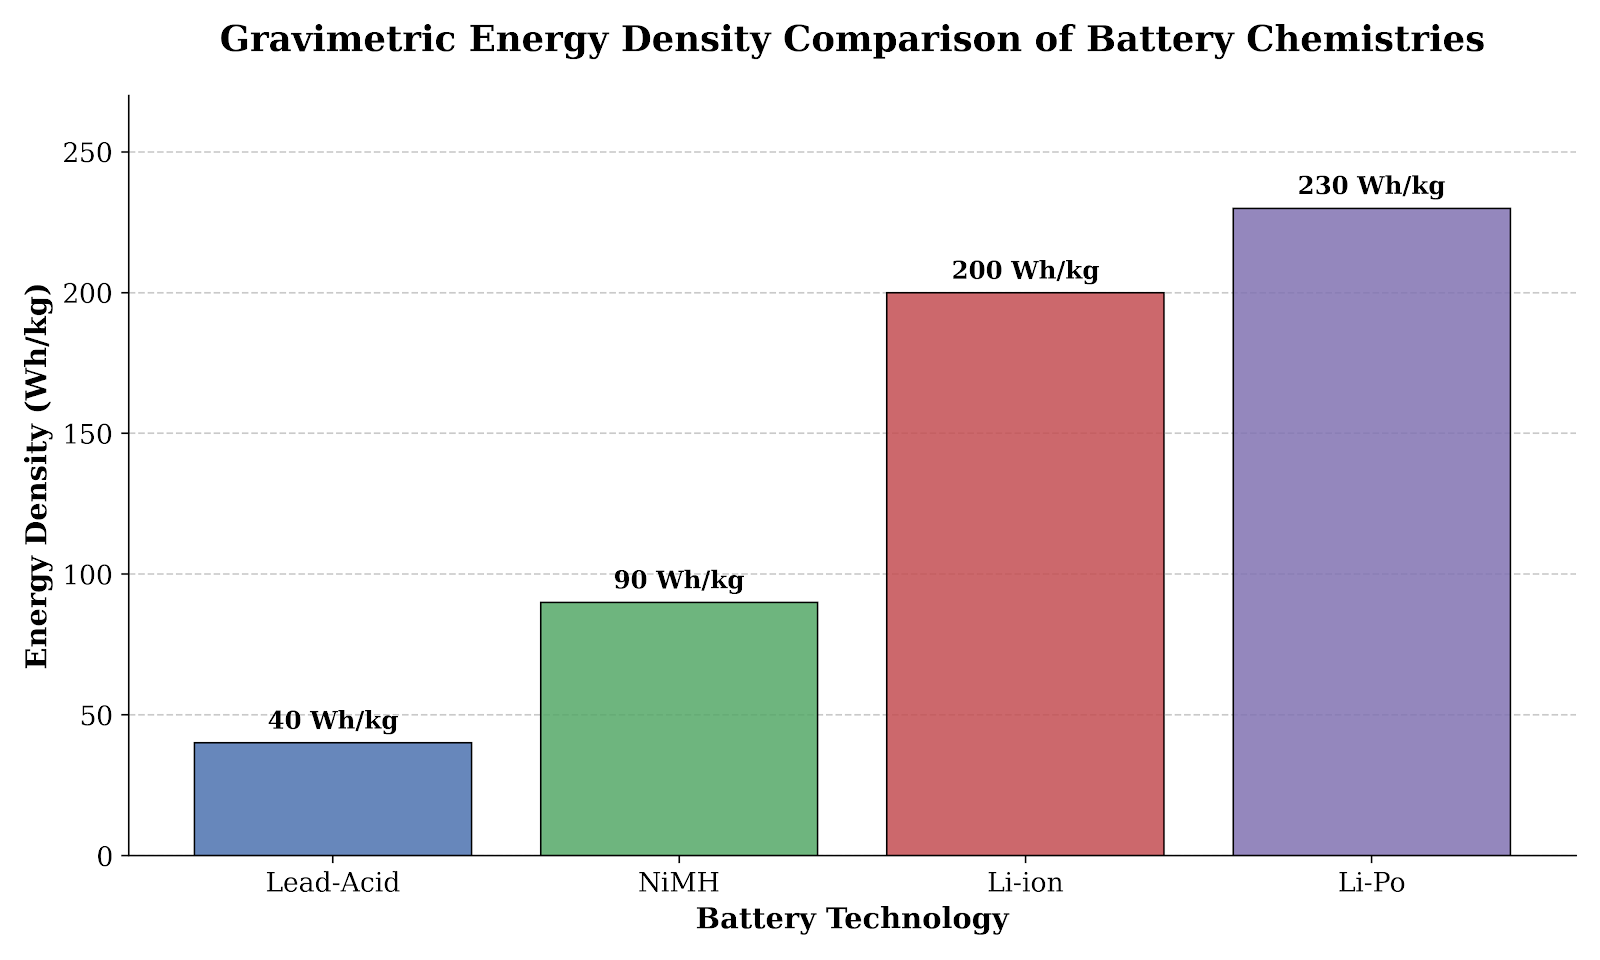 Gravimetric Energy Density Comparison of Battery Chemistries
Energy Density (Wh/kg)
250
200
150
100
50
0
40 Wh/kg
90 Wh/kg
200 Wh/kg
230 Wh/kg
Lead-Acid
NiMH
Li-ion
Li-Po
Battery Technology